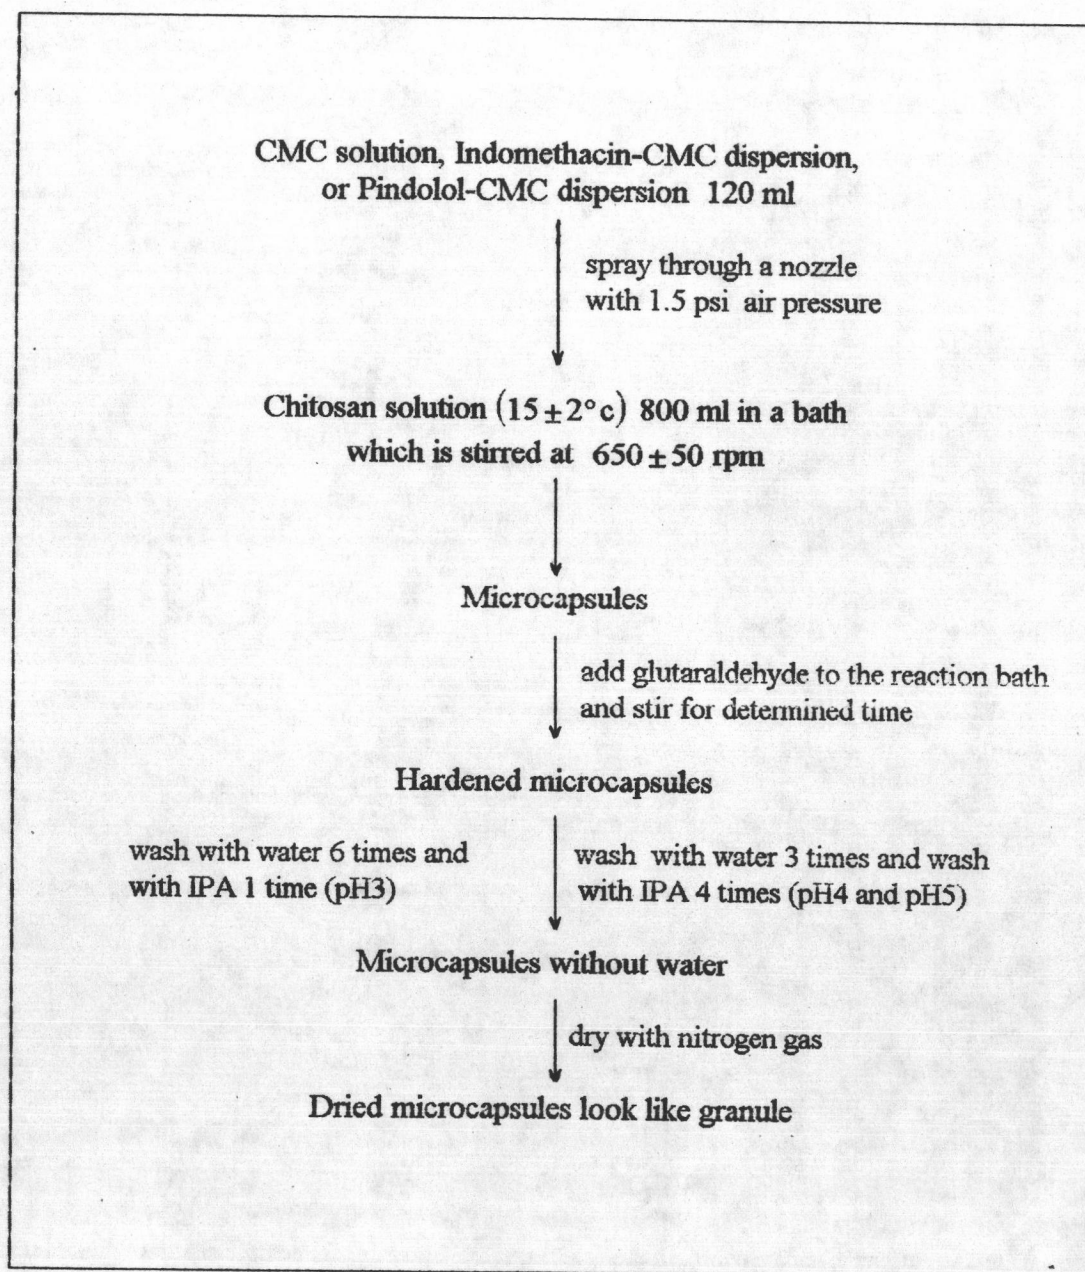 CMC solution, Indomethacin-CMC dispersion,
or Pindolol-CMC dispersion 120 ml
spray through a nozzle
with 1.5 psi air pressure
Chitosan solution (15±2°c) 800 ml in a bath
which is stirred at 650±50 rpm
Microcapsules
add glutaraldehyde to the reaction bath
and stir for determined time
Hardened microcapsules
wash with water 6 times and
with IPA 1 time (pH3)
wash with water 3 times and wash
with IPA 4 times (pH4 and pH5)
Microcapsules without water
dry with nitrogen gas
Dried microcapsules look like granule